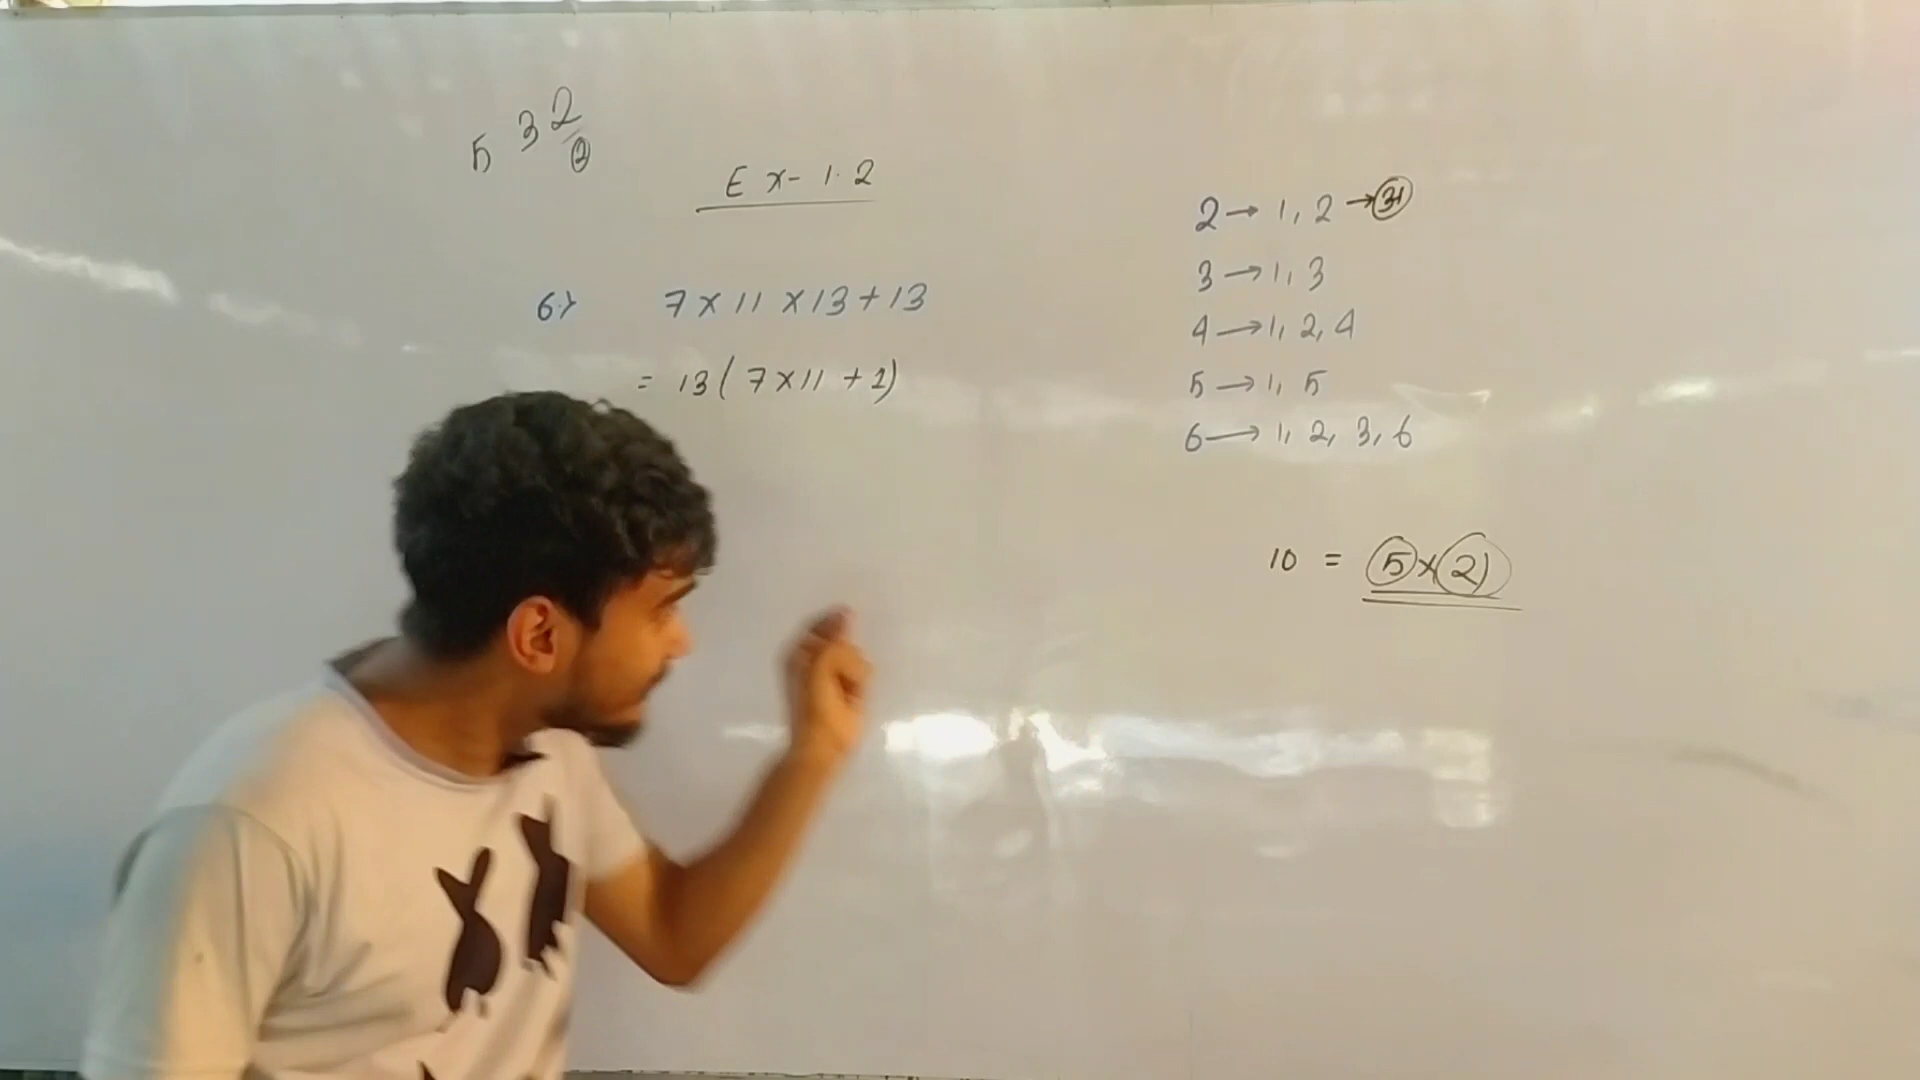 5 3 2
2
Ex- 1.2
6>
7 × 11 × 13 + 13
= 13 ( 7 × 11 + 1)
2 → 1, 2 →
3 → 1, 3
4 → 1, 2, 4
5 → 1, 5
6 → 1, 2, 3, 6
10 = 5 × 2